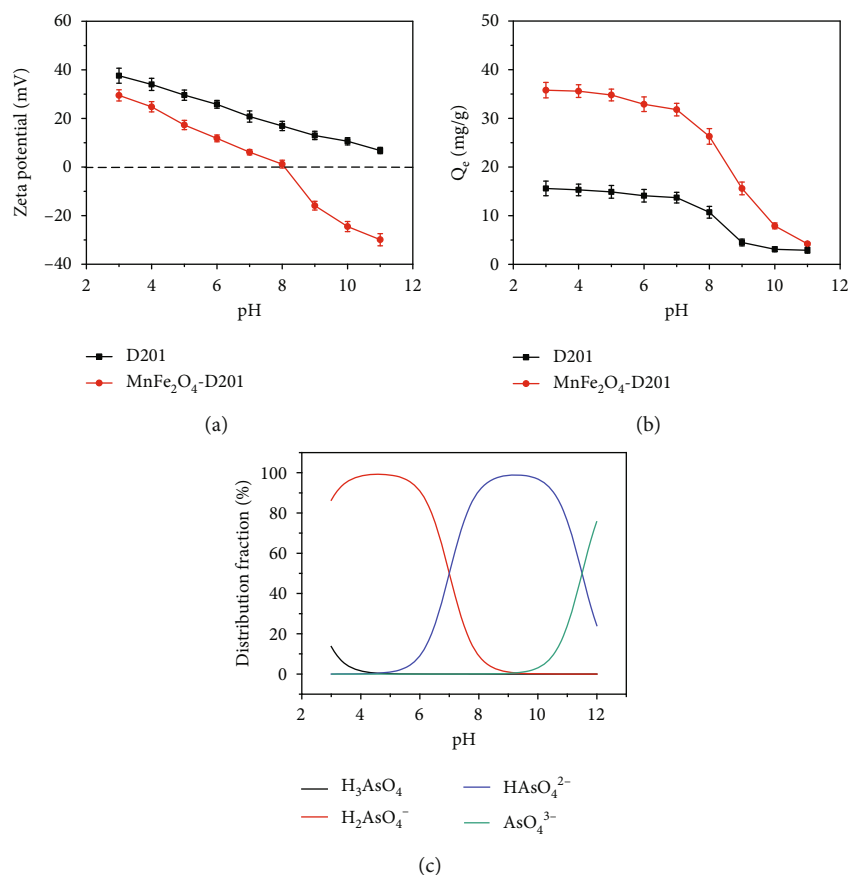 60
40
20
0
−20
−40
Zeta potential (mV)
2 4 6 8 10 12
pH
D201
MnFe₂O₄-D201
(a)
50
40
30
20
10
0
Qₑ (mg/g)
2 4 6 8 10 12
pH
D201
MnFe₂O₄-D201
(b)
100
80
60
40
20
0
Distribution fraction (%)
2 4 6 8 10 12
pH
H₃AsO₄
H₂AsO₄⁻
HAsO₄²⁻
AsO₄³⁻
(c)